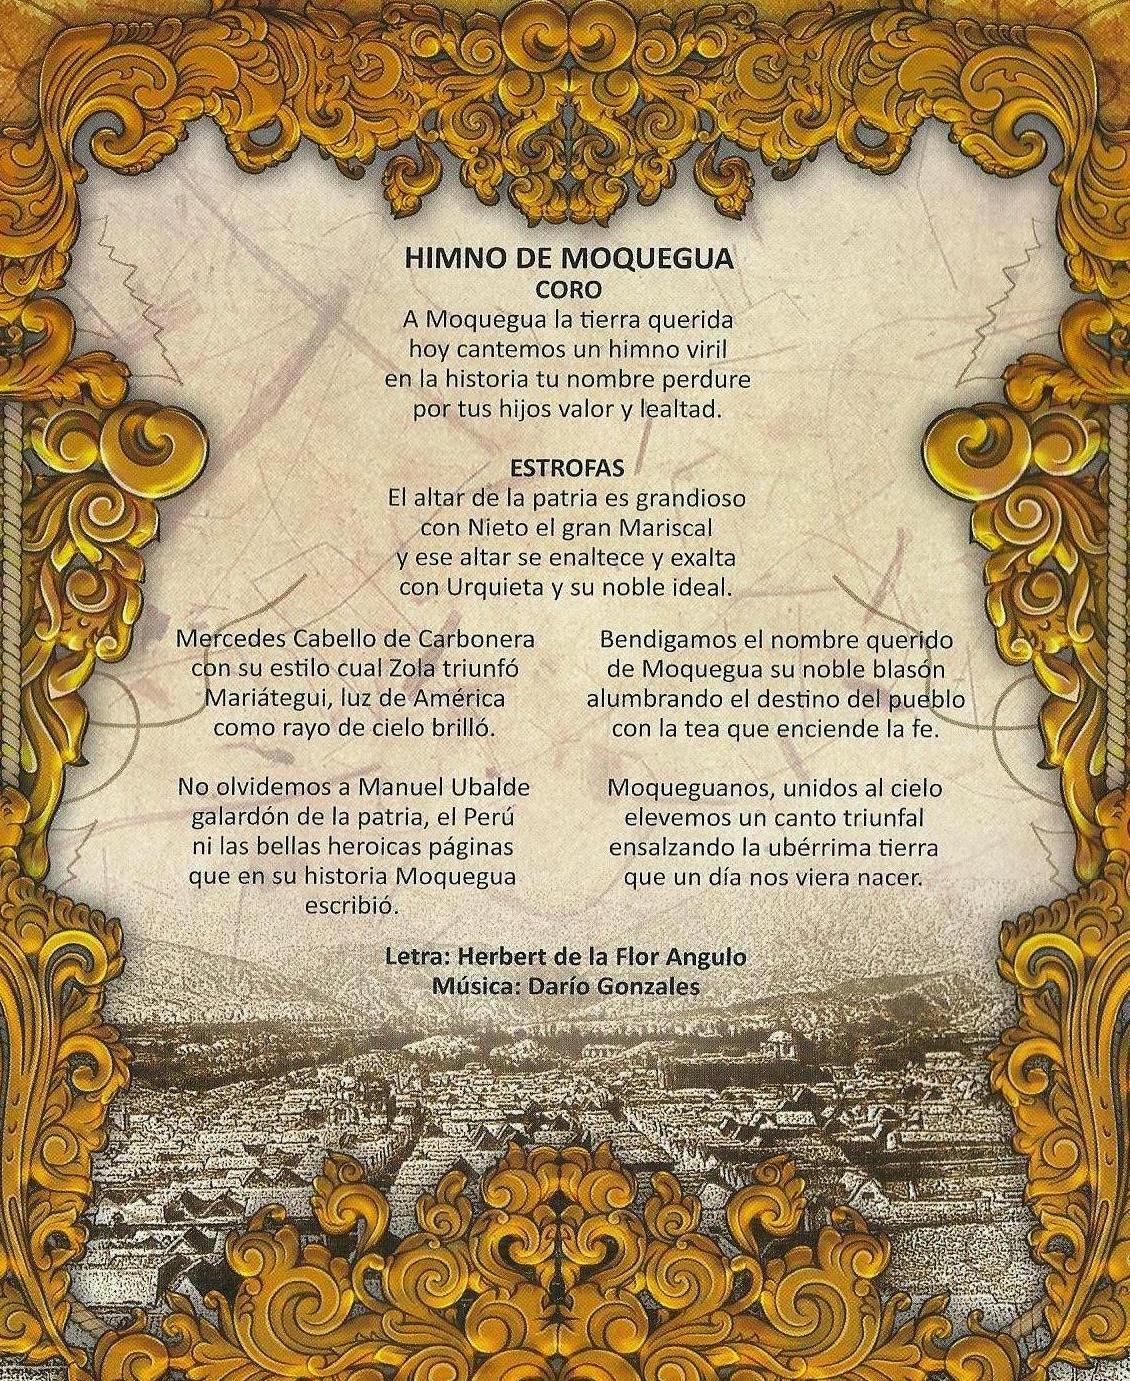 HIMNO DE MOQUEGUA
CORO
A Moquegua la tierra querida
hoy cantemos un himno viril
en la historia tu nombre perdure
por tus hijos valor y lealtad.
ESTROFAS
El altar de la patria es grandioso
con Nieto el gran Mariscal
y ese altar se enaltece y exalta
con Urquieta y su noble ideal.
Mercedes Cabello de Carbonera
con su estilo cual Zola triunfó
Mariátegui, luz de América
como rayo de cielo brilló.
No olvidemos a Manuel Ubalde
galardón de la patria, el Perú
ni las bellas heroicas páginas
que en su historia Moquegua
escribió.
Bendigamos el nombre querido
de Moquegua su noble blasón
alumbrando el destino del pueblo
con la tea que enciende la fe.
Moqueguanos, unidos al cielo
elevemos un canto triunfal
ensalzando la ubérrima tierra
que un día nos viera nacer.
Letra: Herbert de la Flor Angulo
Música: Darío Gonzales